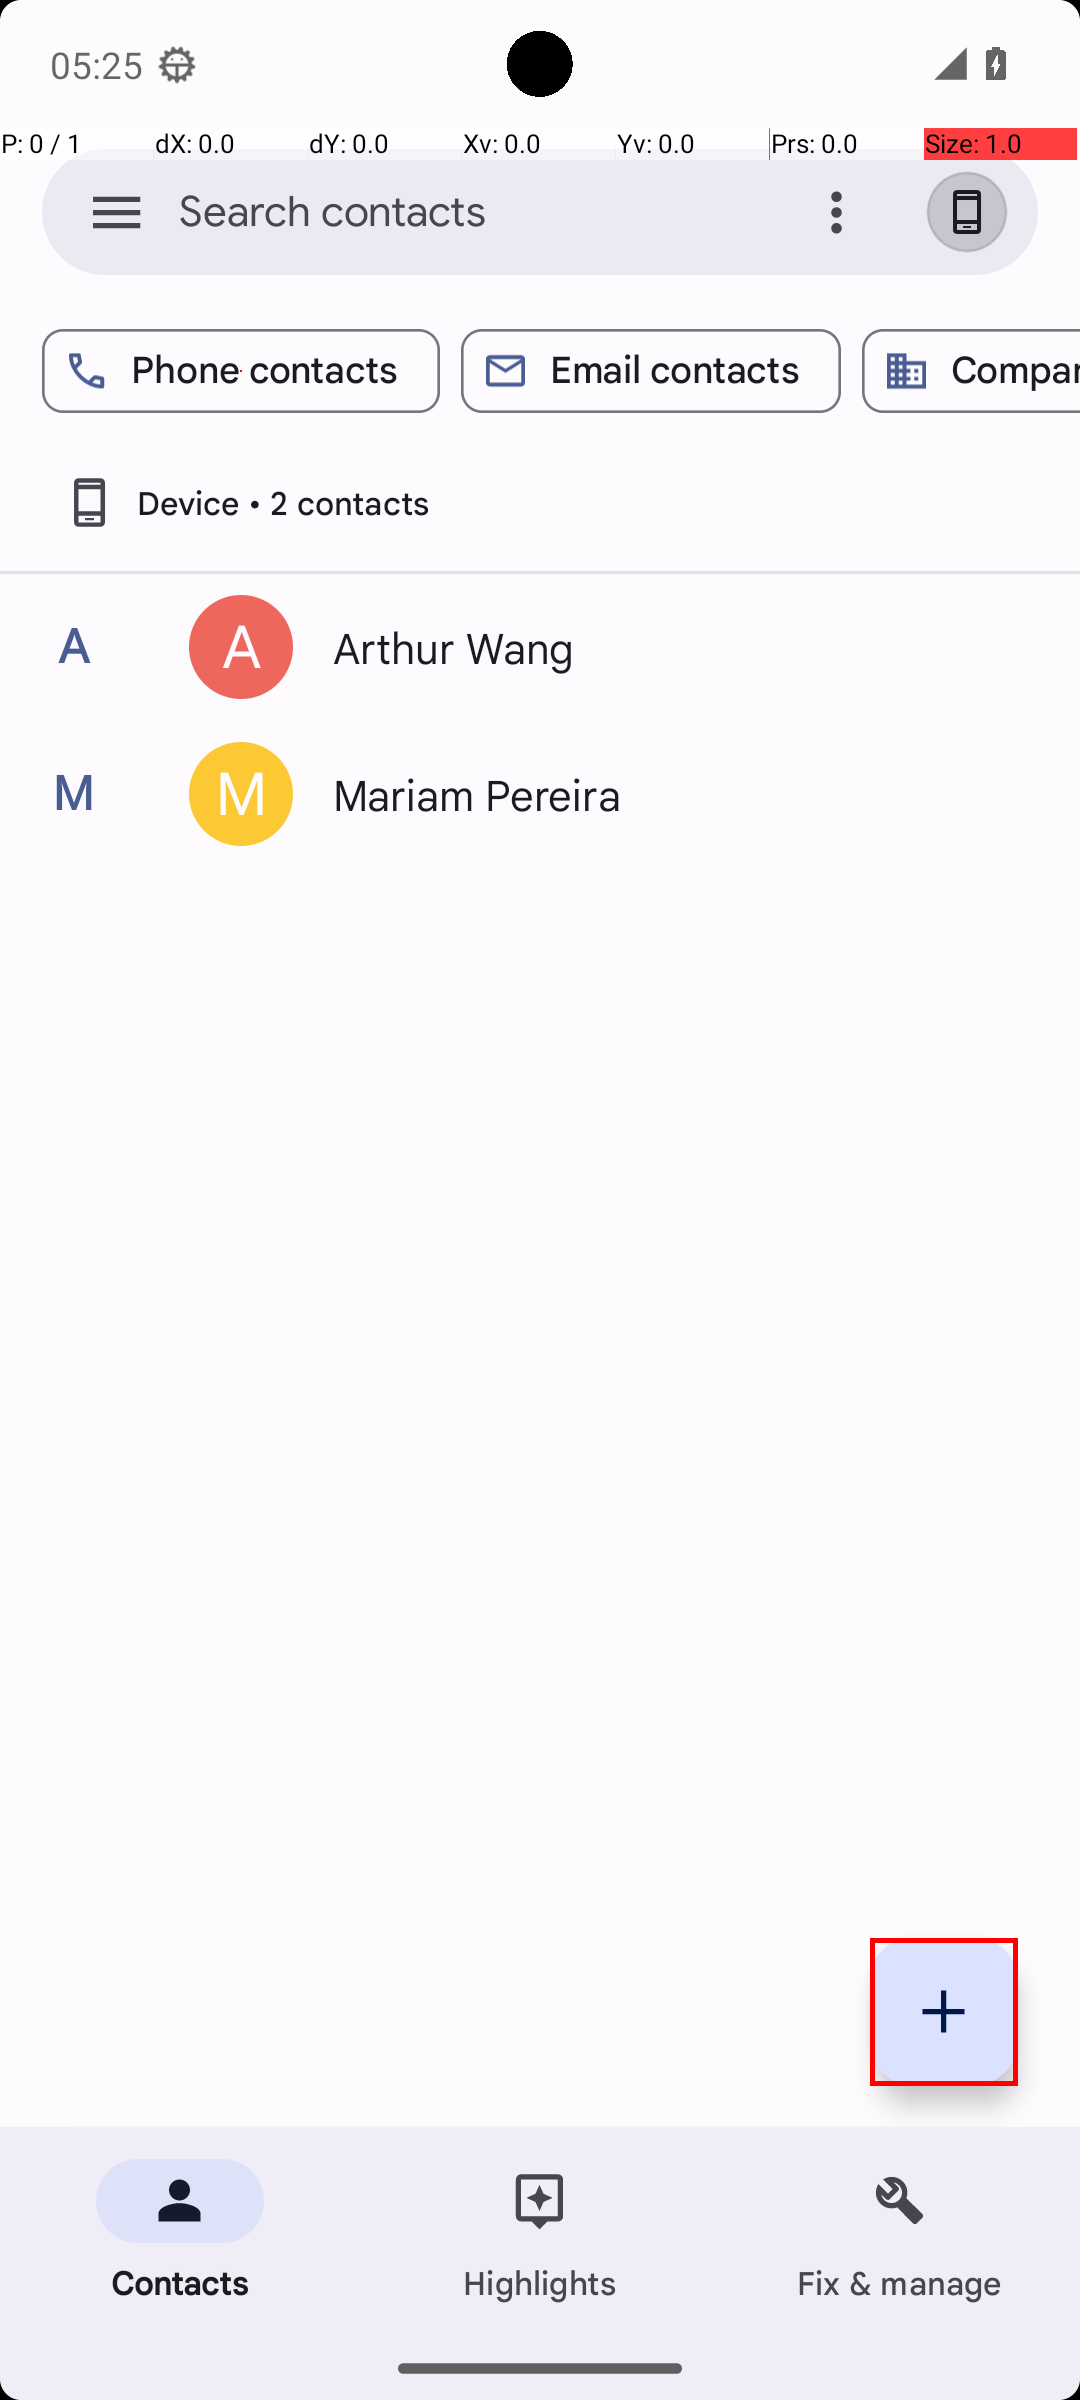 05:25
P: 0 / 1 dX: 0.0 dY: 0.0 Xv: 0.0 Yv: 0.0 Prs: 0.0 Size: 1.0
Search contacts
Phone contacts Email contacts Compar
Device • 2 contacts
A A Arthur Wang
M M Mariam Pereira
Contacts Highlights Fix & manage